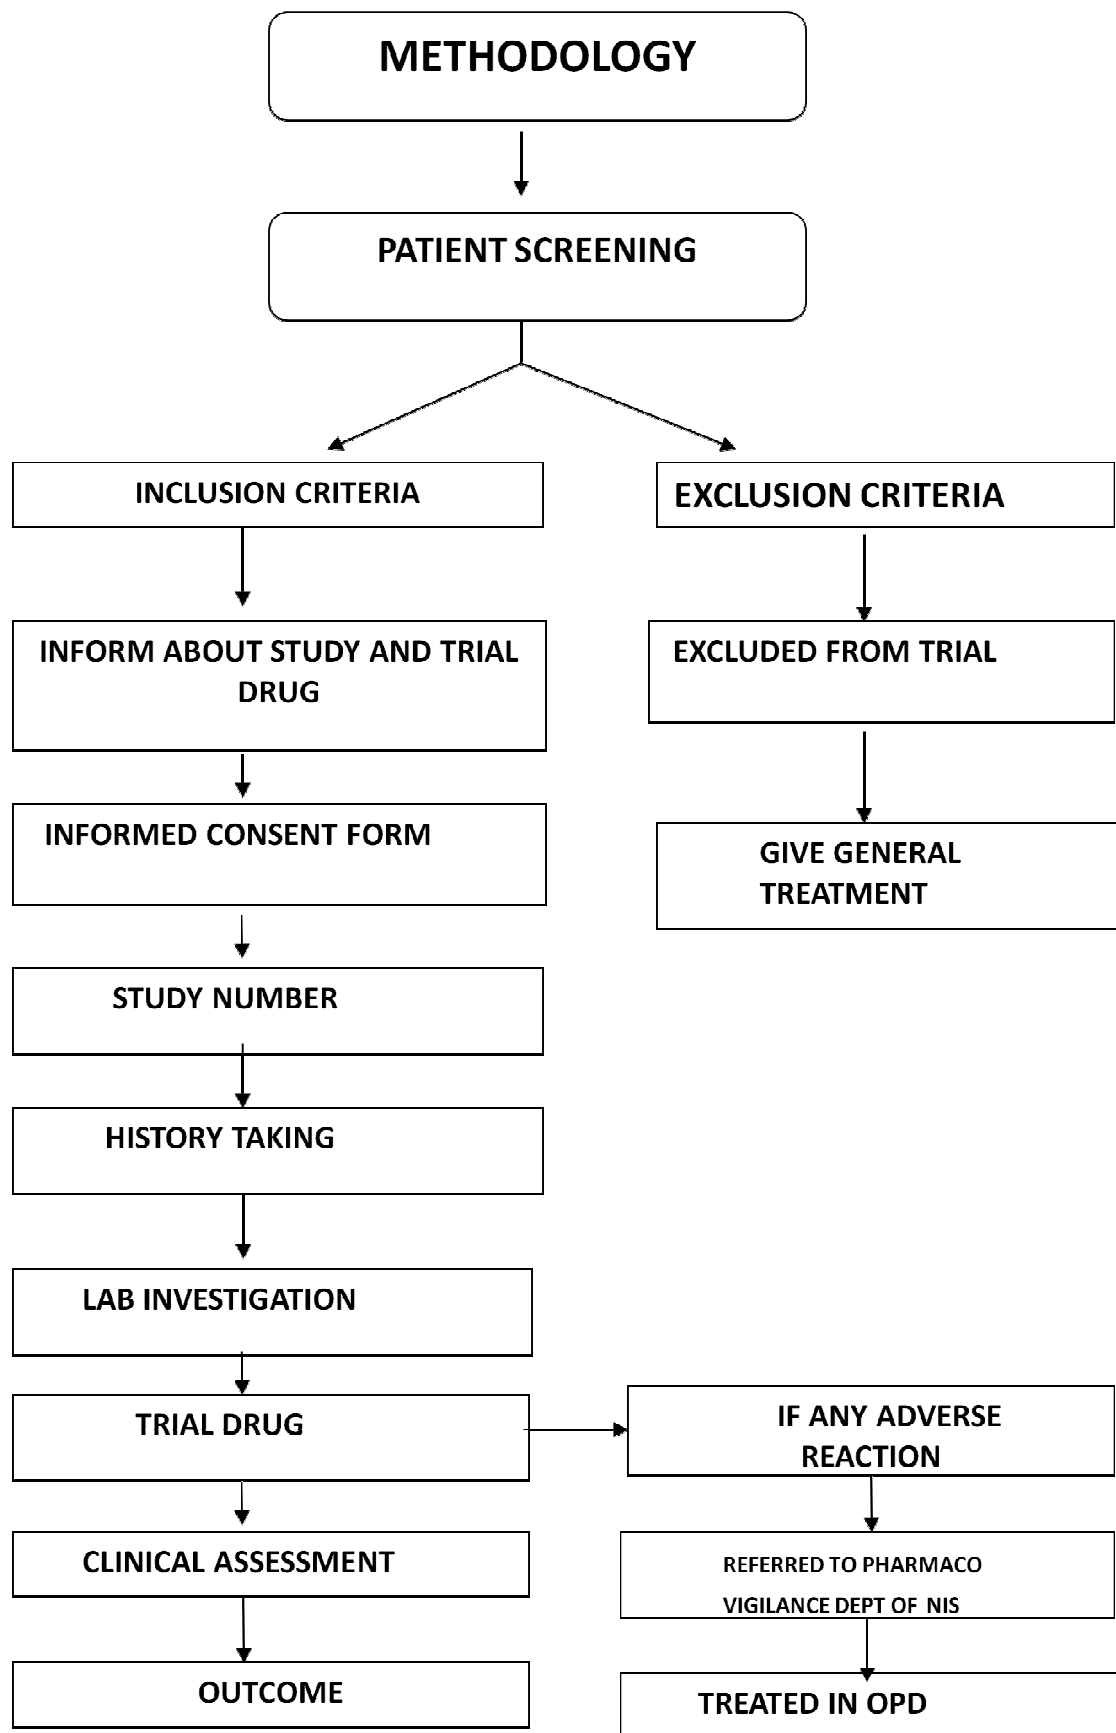 METHODOLOGY
PATIENT SCREENING
INCLUSION CRITERIA
EXCLUSION CRITERIA
INFORM ABOUT STUDY AND TRIAL
DRUG
EXCLUDED FROM TRIAL
INFORMED CONSENT FORM
GIVE GENERAL
TREATMENT
STUDY NUMBER
HISTORY TAKING
LAB INVESTIGATION
TRIAL DRUG
IF ANY ADVERSE
REACTION
CLINICAL ASSESSMENT
REFERRED TO PHARMACO
VIGILANCE DEPT OF NIS
OUTCOME
TREATED IN OPD